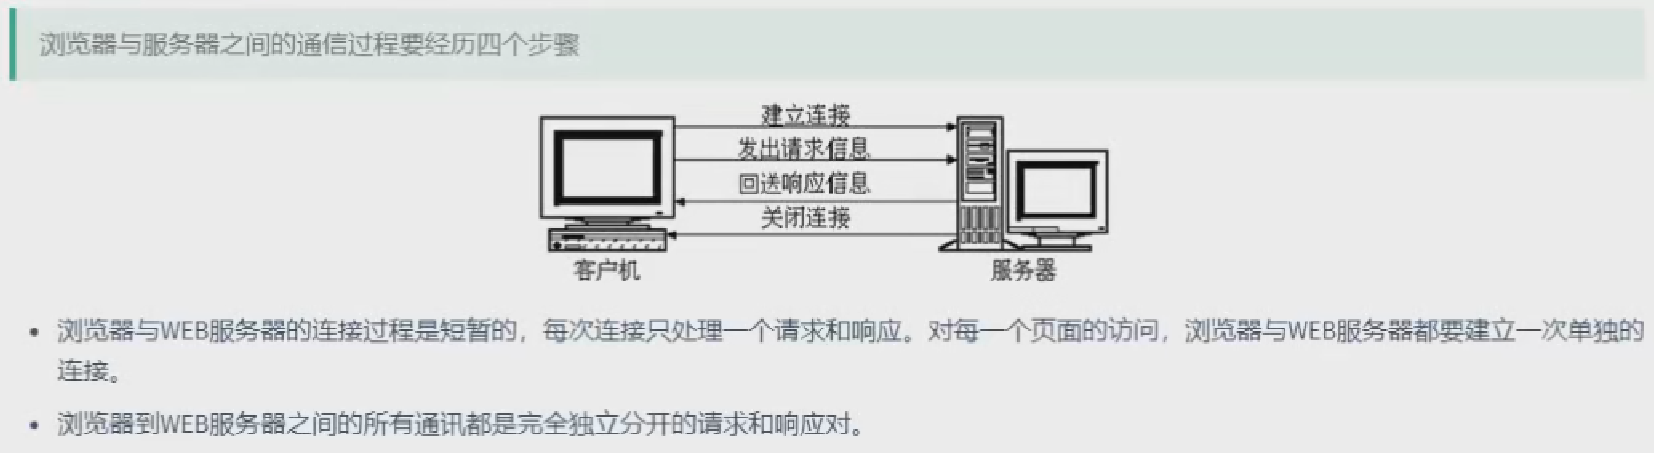 浏览器与服务器之间的通信过程要经历四个步骤
建立连接
发出请求信息
回送响应信息
关闭连接
客户机
服务器
浏览器与WEB服务器的连接过程是短暂的，每次连接只处理一个请求和响应。对每一个页面的访问，浏览器与WEB服务器都要建立一次单独的
连接。
浏览器到WEB服务器之间的所有通讯都是完全独立分开的请求和响应对。